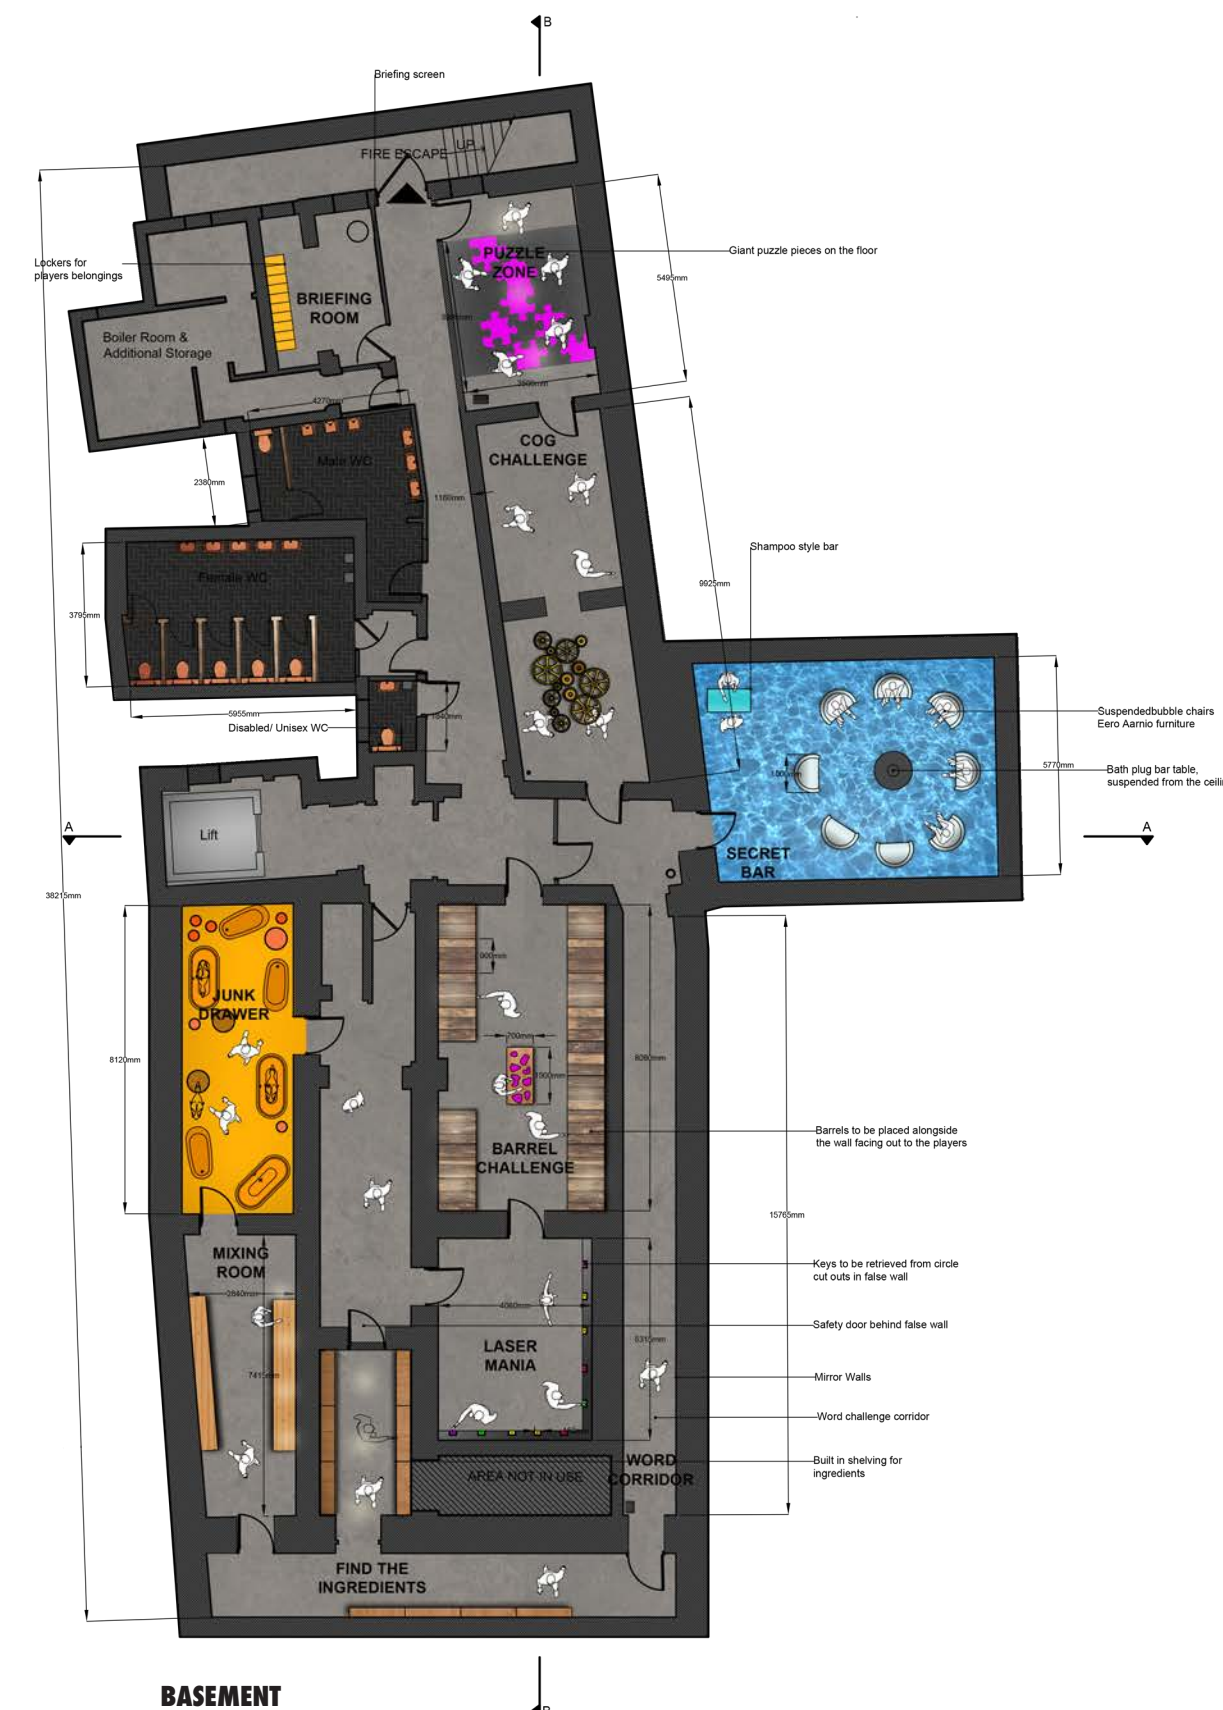 B
Briefing screen
UP
FIRE ESCAPE
Giant puzzle pieces on the floor
PUZZLE
ZONE
Lockers for
players belongings
5495mm
BRIEFING
ROOM
Boiler Room &
Additional Storage
3500mm
4270mm
COG
CHALLENGE
Male WC
2380mm
1160mm
Shampoo style bar
Female WC
9925mm
3795mm
5955mm
1640mm
Disabled/ Unisex WC
Suspendedbubble chairs
Eero Aarnio furniture
5770mm
Bath plug bar table,
suspended from the ceili
A
Lift
A
SECRET
BAR
38215mm
JUNK
DRAWER
900mm
700mm
8120mm
8080mm
1500mm
Barrels to be placed alongside
the wall facing out to the players
BARREL
CHALLENGE
15765mm
MIXING
ROOM
Keys to be retrieved from circle
cut outs in false wall
2840mm
4060mm
Safety door behind false wall
LASER
MANIA
5315mm
Mirror Walls
Word challenge corridor
WORD
CORRIDOR
Built in shelving for
ingredients
AREA NOT IN USE
FIND THE
INGREDIENTS
BASEMENT